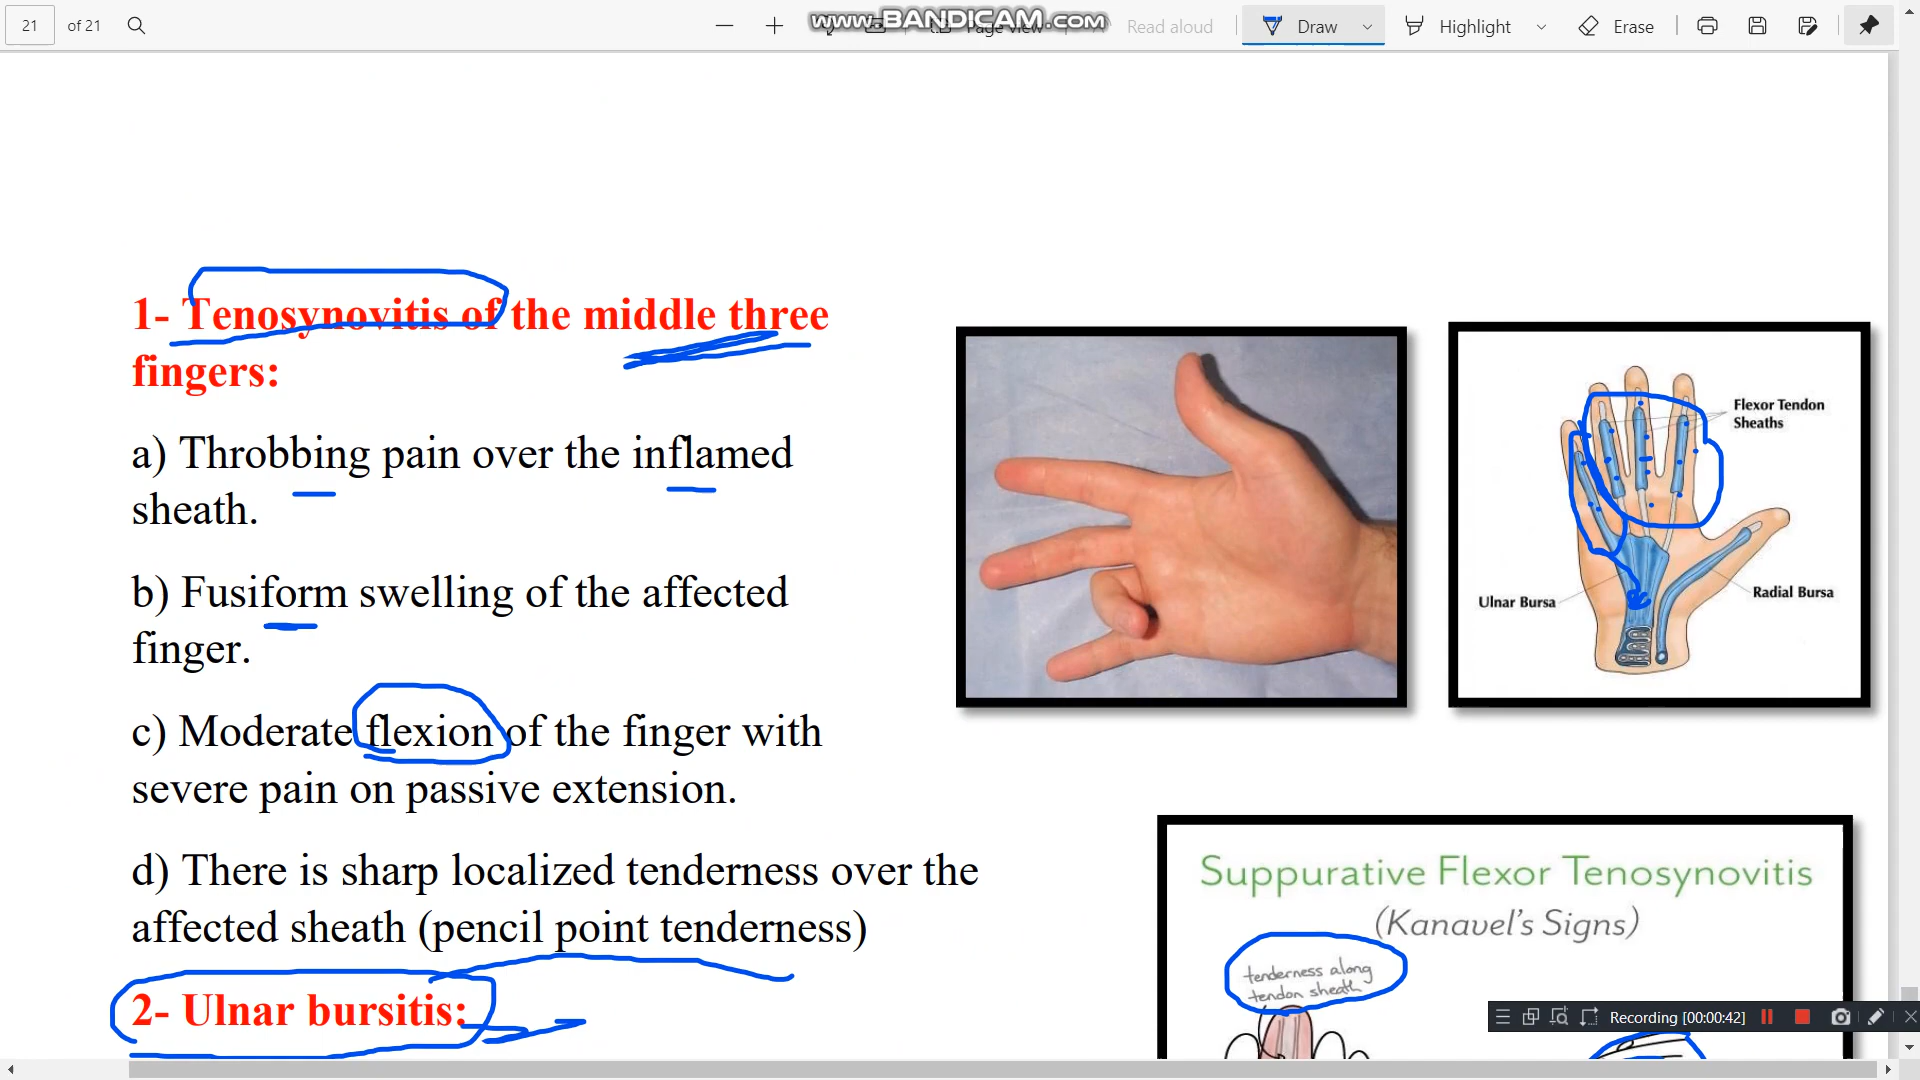 21 of 21 Page view Read aloud Draw Highlight Erase
www.BANDICAM.com
1- Tenosynovitis of the middle three
fingers:
a) Throbbing pain over the inflamed
sheath.
b) Fusiform swelling of the affected
finger.
c) Moderate flexion of the finger with
severe pain on passive extension.
d) There is sharp localized tenderness over the
affected sheath (pencil point tenderness)
2- Ulnar bursitis:
Flexor Tendon
Sheaths
Ulnar Bursa
Radial Bursa
Suppurative Flexor Tenosynovitis
(Kanavel's Signs)
tenderness along
tendon sheath
Recording [00:00:42]